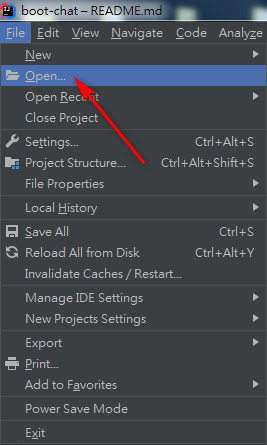 boot-chat – README.md
File Edit View Navigate Code Analyze
New
Open...
Open Recent
Close Project
Settings... Ctrl+Alt+S
Project Structure... Ctrl+Alt+Shift+S
File Properties
Local History
Save All Ctrl+S
Reload All from Disk Ctrl+Alt+Y
Invalidate Caches / Restart...
Manage IDE Settings
New Projects Settings
Export
Print...
Add to Favorites
Power Save Mode
Exit